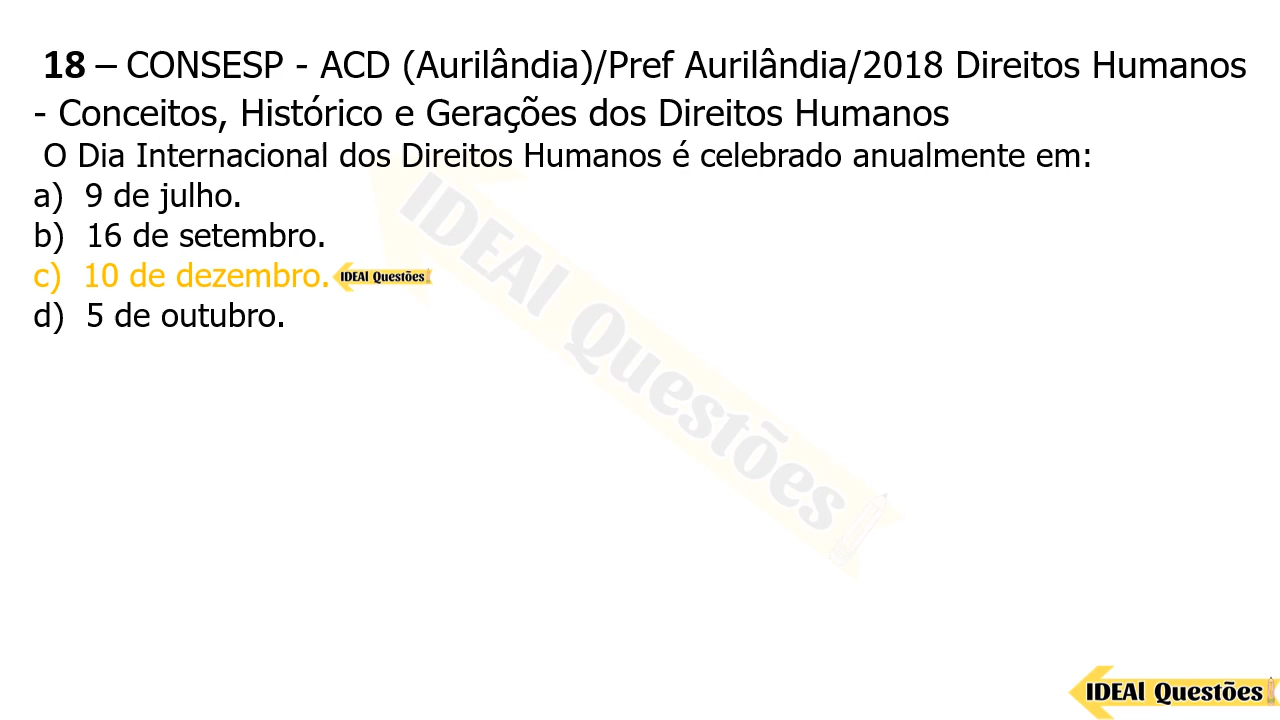 18 – CONSESP - ACD (Aurilândia)/Pref Aurilândia/2018 Direitos Humanos
- Conceitos, Histórico e Gerações dos Direitos Humanos
O Dia Internacional dos Direitos Humanos é celebrado anualmente em:
a) 9 de julho.
b) 16 de setembro.
c) 10 de dezembro. IDEAl Questões
d) 5 de outubro.
IDEAl Questões
IDEAl Questões